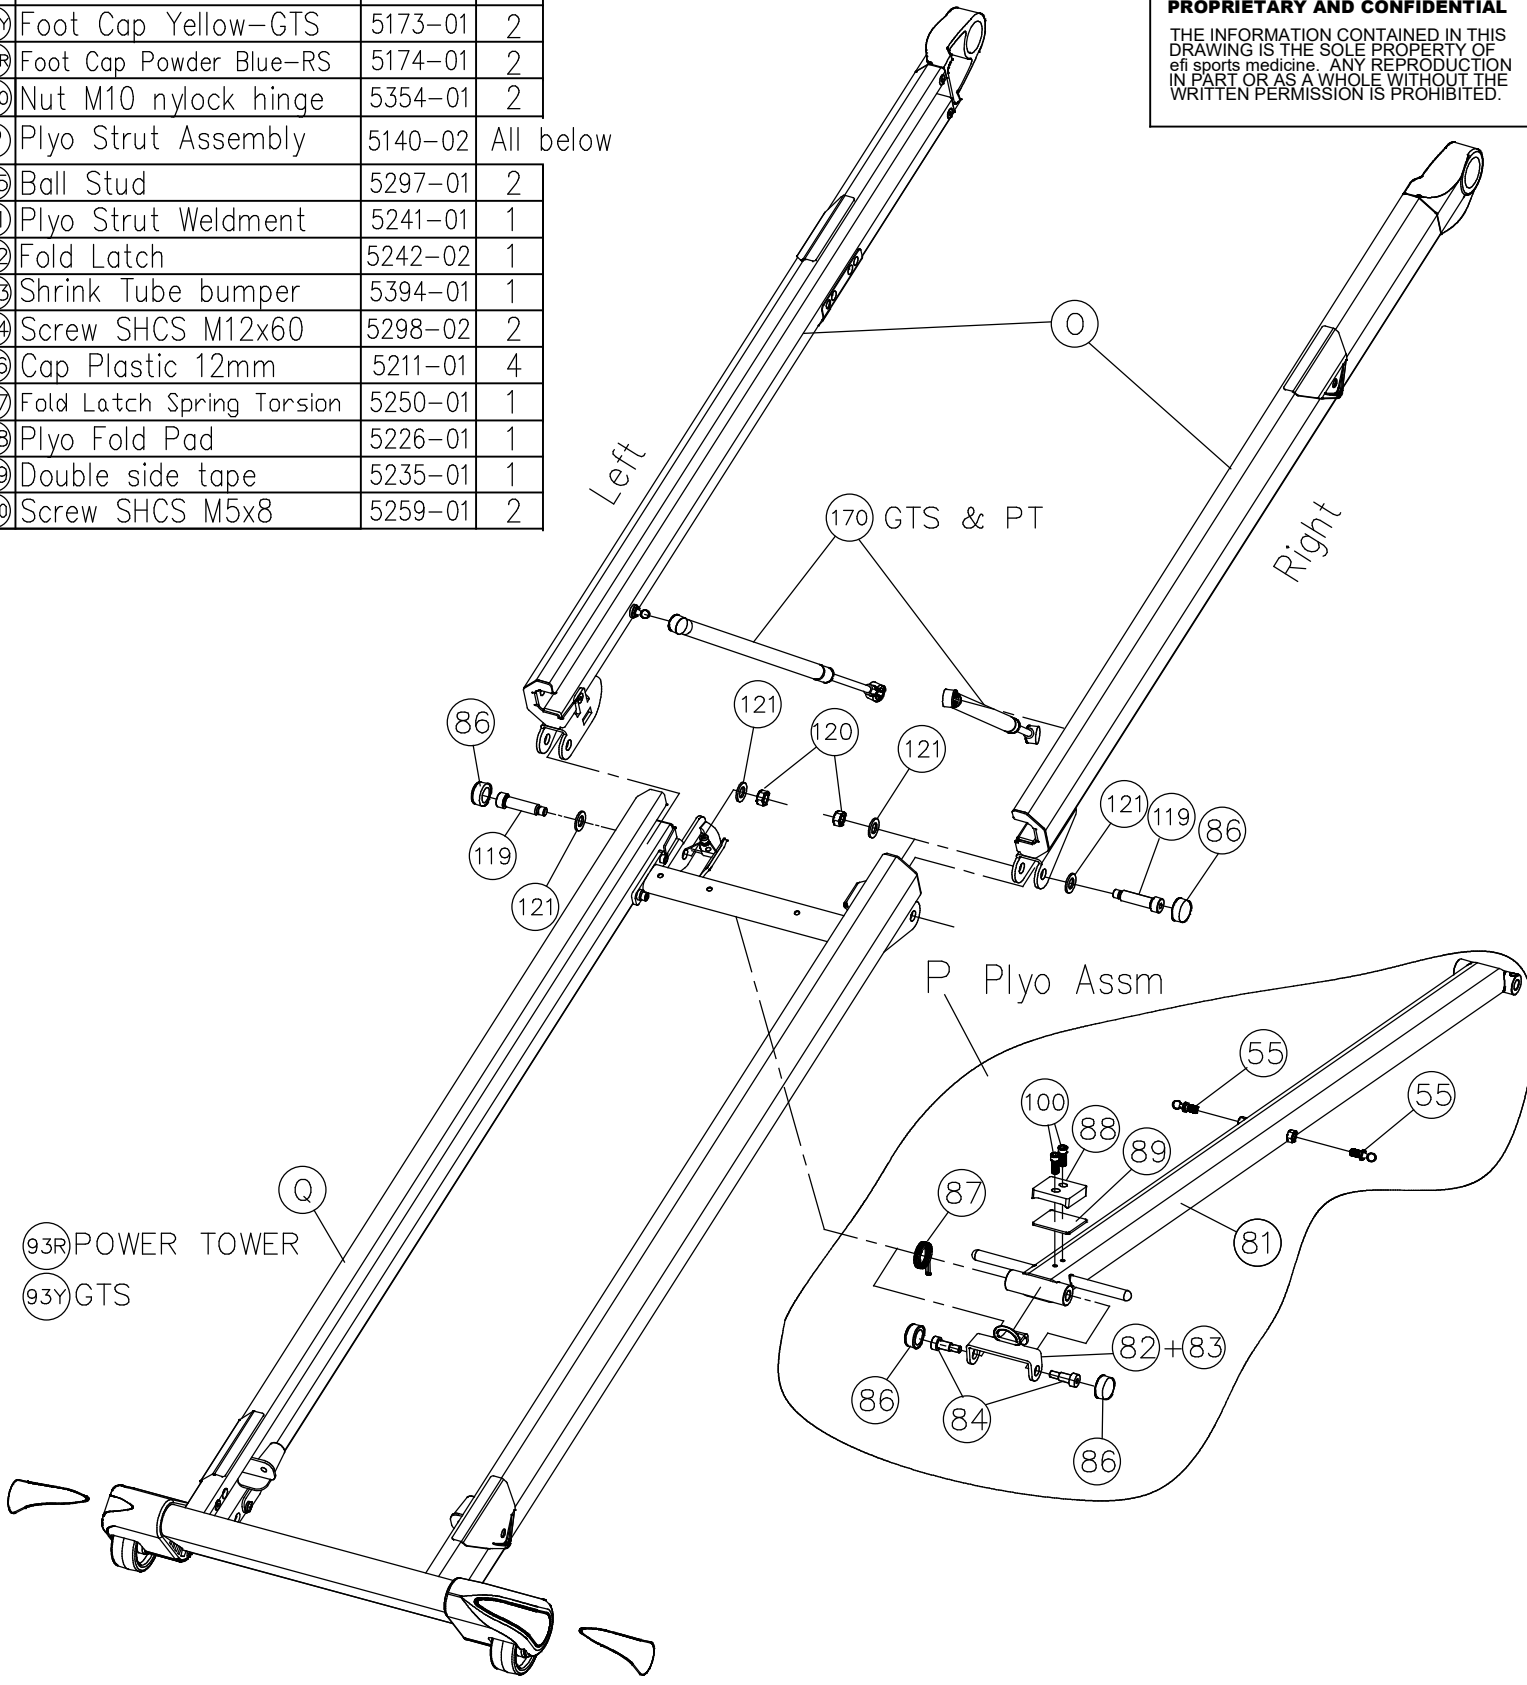 Foot Cap Yellow-GTS 5173-01 2
Foot Cap Powder Blue-RS 5174-01 2
Nut M10 nylock hinge 5354-01 2
Plyo Strut Assembly 5140-02 All below
Ball Stud 5297-01 2
Plyo Strut Weldment 5241-01 1
Fold Latch 5242-02 1
Shrink Tube bumper 5394-01 1
Screw SHCS M12x60 5298-02 2
Cap Plastic 12mm 5211-01 4
Fold Latch Spring Torsion 5250-01 1
Plyo Fold Pad 5226-01 1
Double side tape 5235-01 1
Screw SHCS M5x8 5259-01 2
PROPRIETARY AND CONFIDENTIAL
THE INFORMATION CONTAINED IN THIS
DRAWING IS THE SOLE PROPERTY OF
efi sports medicine. ANY REPRODUCTION
IN PART OR AS A WHOLE WITHOUT THE
WRITTEN PERMISSION IS PROHIBITED.
O
Left
Right
170 GTS & PT
86
121
120
121
119
121
121
119
86
P Plyo Assm
55
55
100
88
89
87
81
82+83
86
84
86
Q
93R POWER TOWER
93Y GTS